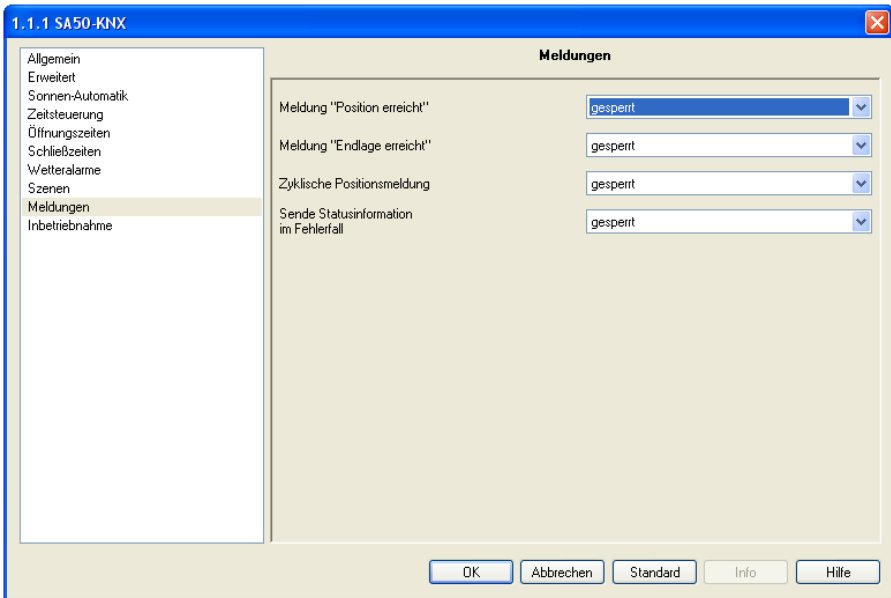 1.1.1 SA50-KNX
Allgemein
Erweitert
Sonnen-Automatik
Zeitsteuerung
Öffnungszeiten
Schließzeiten
Wetteralarme
Szenen
Meldungen
Inbetriebnahme
Meldungen
Meldung "Position erreicht"
gesperrt
Meldung "Endlage erreicht"
gesperrt
Zyklische Positionsmeldung
gesperrt
Sende Statusinformation
im Fehlerfall
gesperrt
OK
Abbrechen
Standard
Info
Hilfe